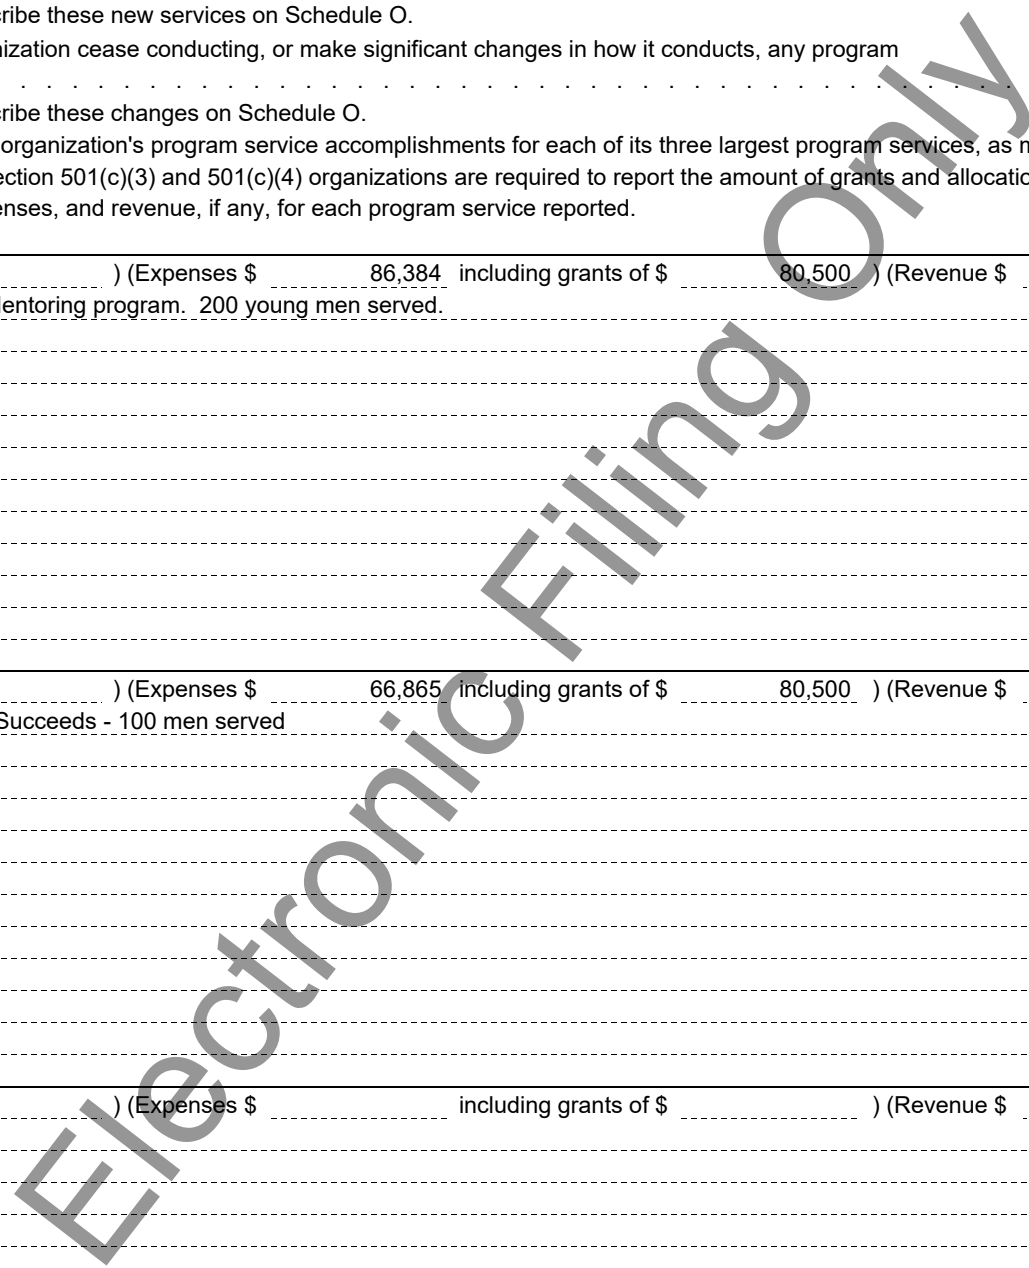 ribe these new services on Schedule O.
ization cease conducting, or make significant changes in how it conducts, any program
. . . . . . . . . . . . . . . . . . . . . . . . . . . . . . . . . . . . . . .
ribe these changes on Schedule O.
organization's program service accomplishments for each of its three largest program services, as m
ection 501(c)(3) and 501(c)(4) organizations are required to report the amount of grants and allocatio
enses, and revenue, if any, for each program service reported.
) (Expenses $ 86,384 including grants of $ 80,500 ) (Revenue $
entoring program. 200 young men served.
) (Expenses $ 66,865 including grants of $ 80,500 ) (Revenue $
Succeeds - 100 men served
) (Expenses $ including grants of $ ) (Revenue $
Electronic Filing Only